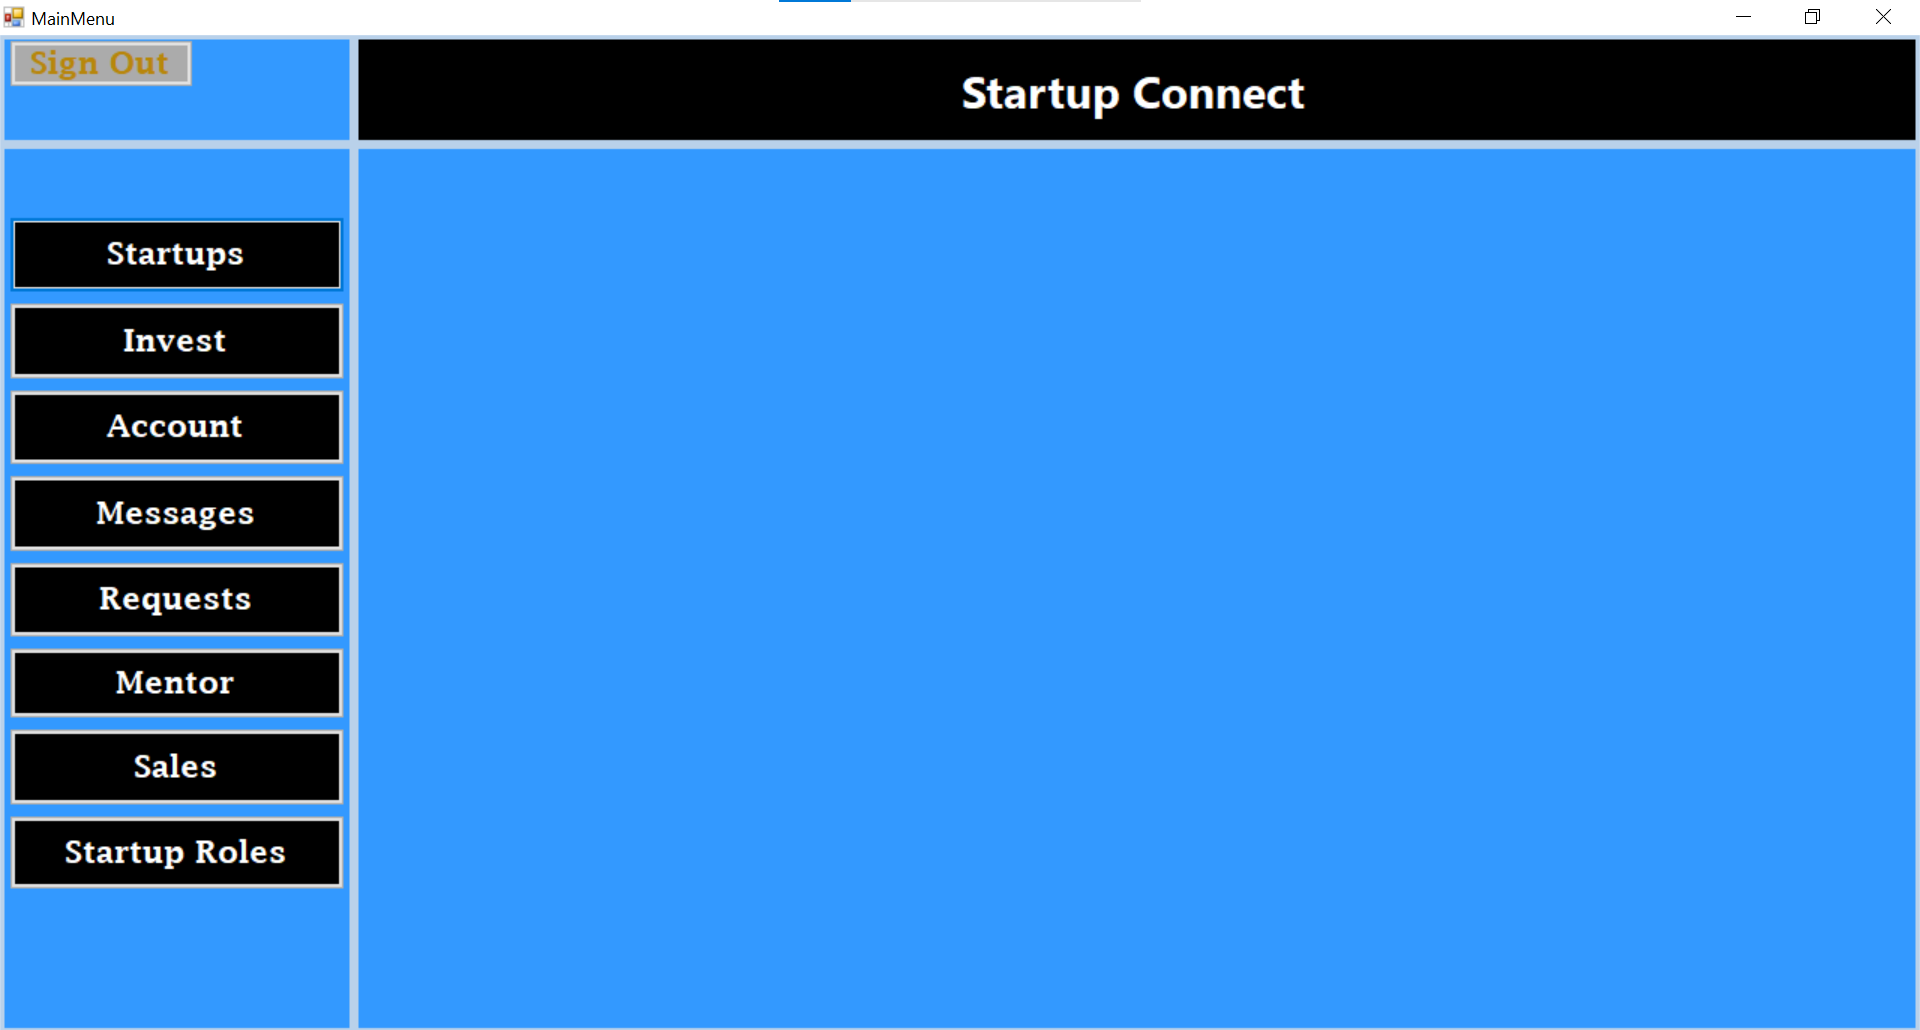 MainMenu
Sign Out
Startup Connect
Startups
Invest
Account
Messages
Requests
Mentor
Sales
Startup Roles